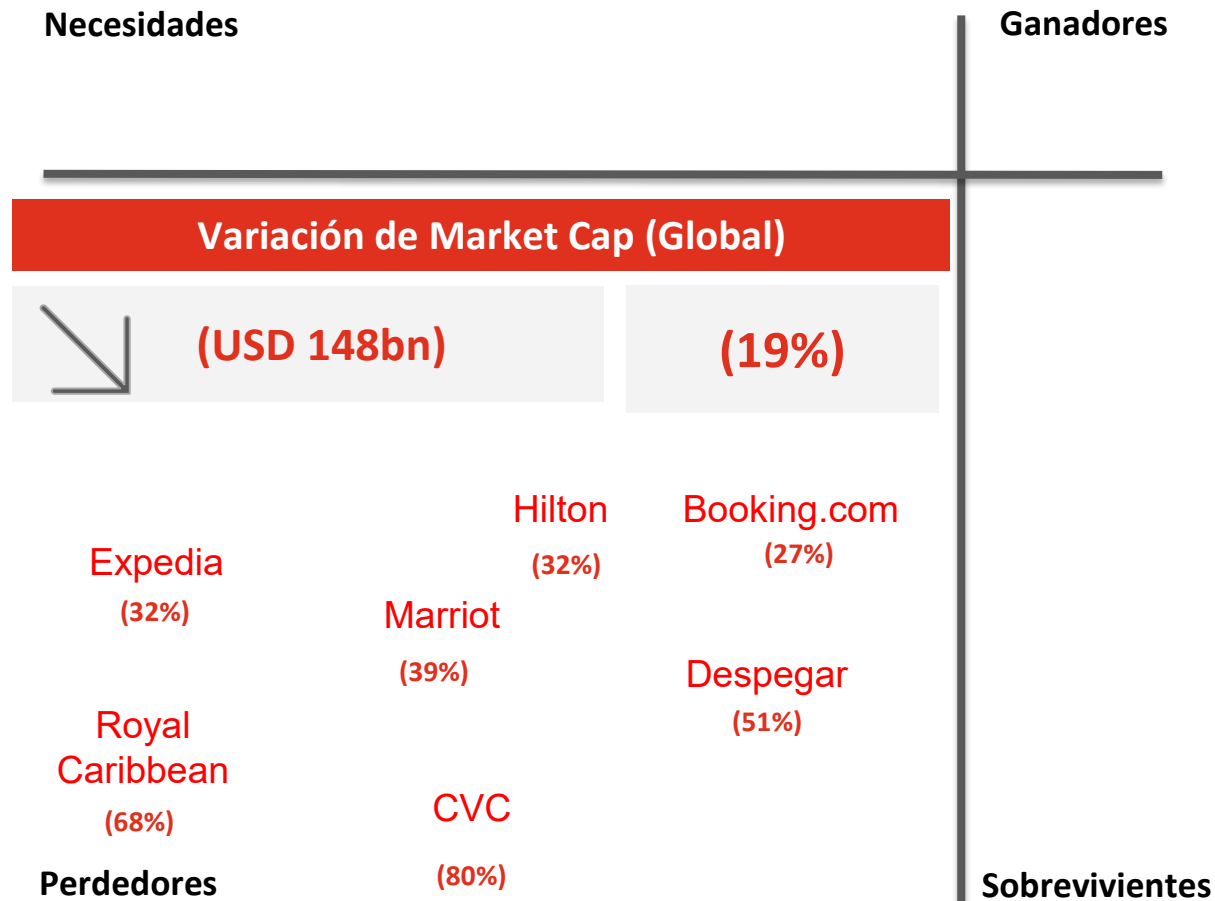 Necesidades
Ganadores
Variación de Market Cap (Global)
(USD 148bn)
(19%)
Hilton
(32%)
Booking.com
(27%)
Expedia
(32%)
Marriot
(39%)
Despegar
(51%)
Royal
Caribbean
(68%)
CVC
(80%)
Perdedores
Sobrevivientes